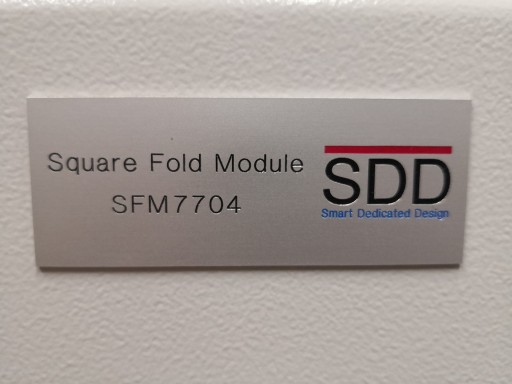 Square Fold Module
SFM7704
SDD
Smart Dedicated Design